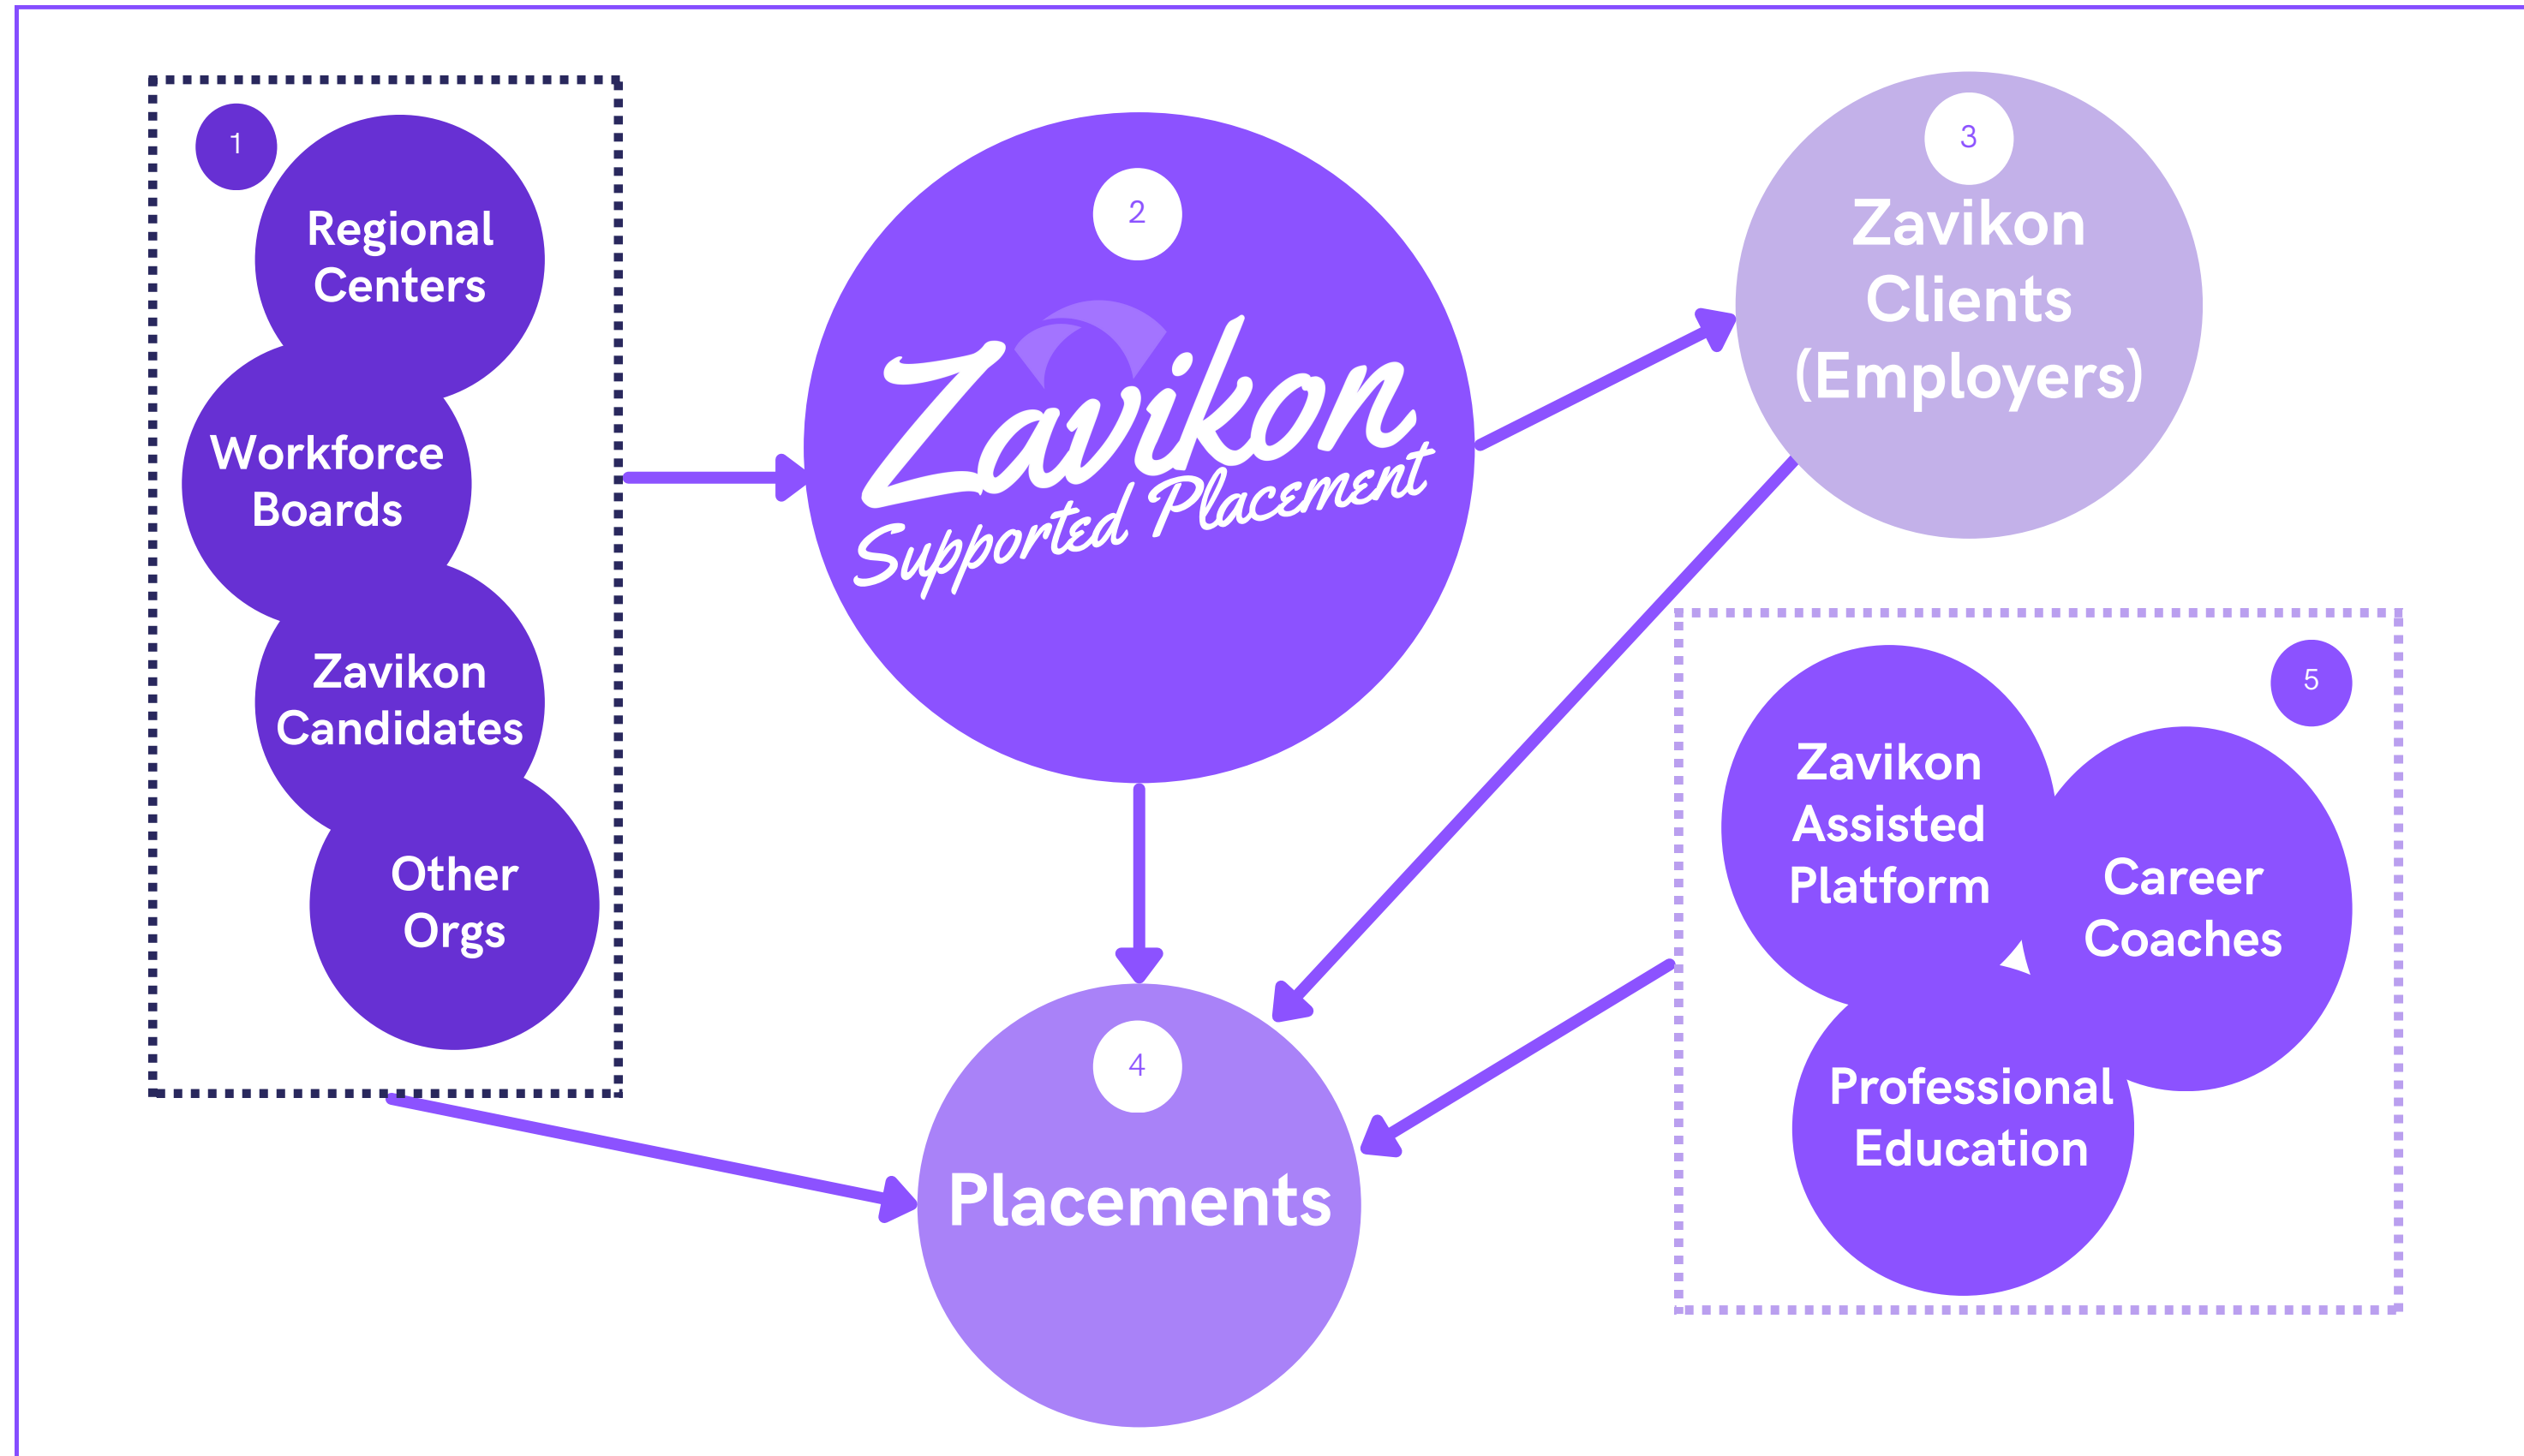 1
Regional
Centers
Workforce
Boards
Zavikon
Candidates
Other
Orgs
2
Zavikon
Supported Placement
3
Zavikon
Clients
(Employers)
4
Placements
5
Zavikon
Assisted
Platform
Career
Coaches
Professional
Education